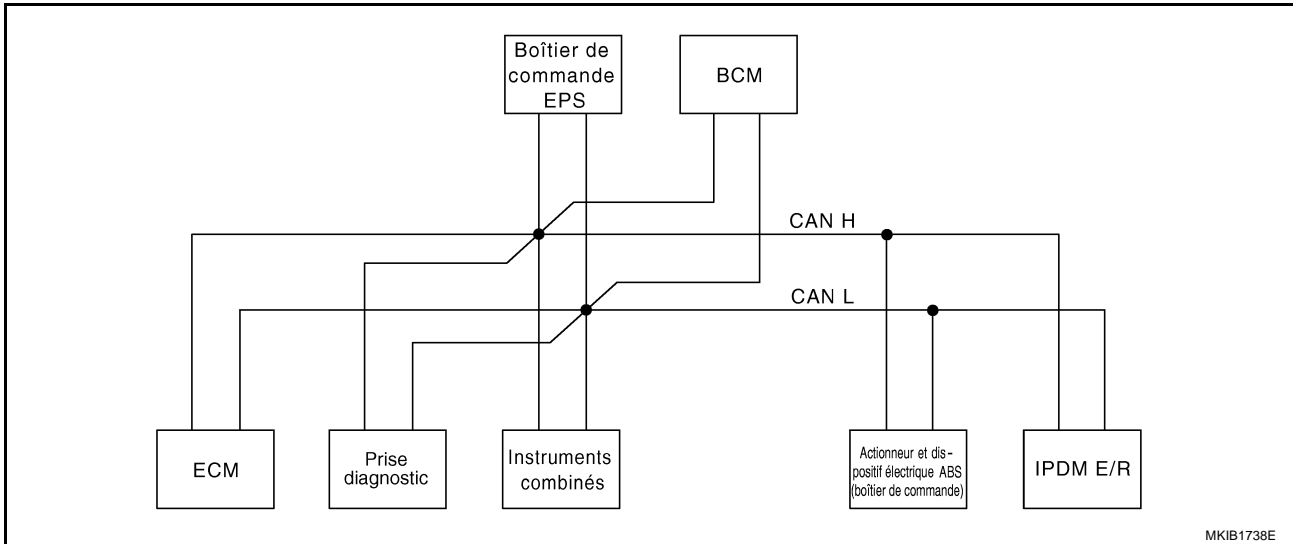 Boîtier de
commande
EPS
BCM
CAN H
CAN L
ECM
Prise
diagnostic
Instruments
combinés
Actionneur et dis-
positif électrique ABS
(boîtier de commande)
IPDM E/R
MKIB1738E